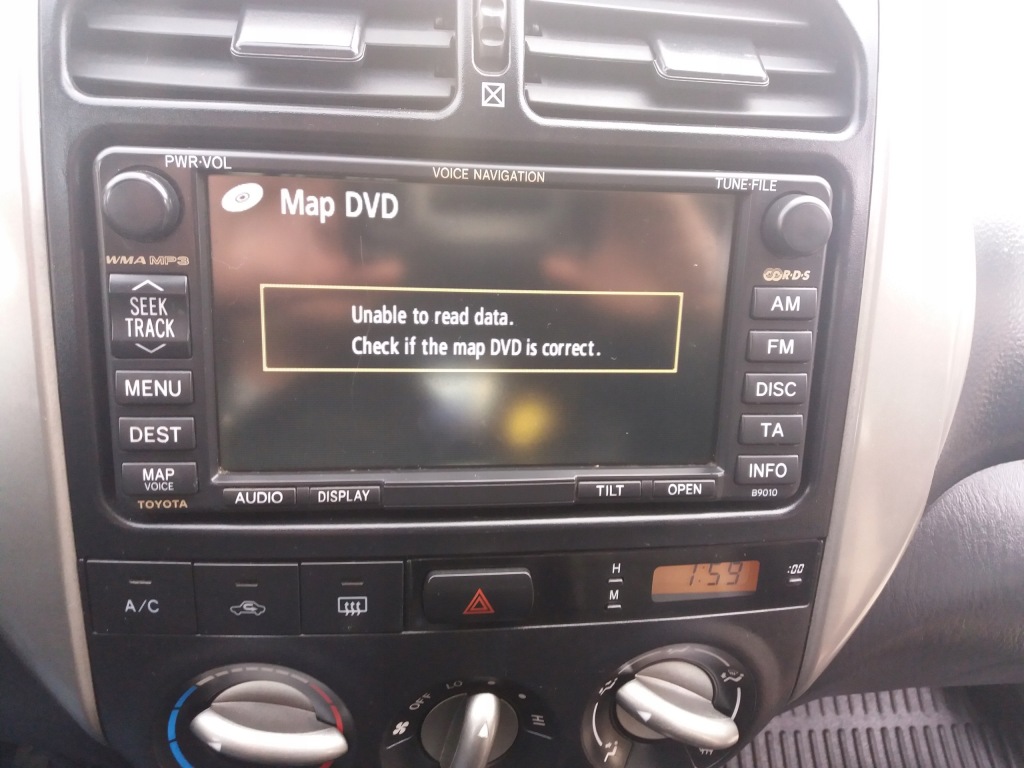 PWR·VOL
VOICE NAVIGATION
TUNE·FILE
Map DVD
WMA MP3
R·D·S
SEEK
TRACK
AM
Unable to read data.
Check if the map DVD is correct.
FM
MENU
DISC
DEST
TA
MAP
VOICE
INFO
TOYOTA
AUDIO
DISPLAY
TILT
OPEN
B9010
A/C
H
M
1:59
:00
OFF
LO
HI